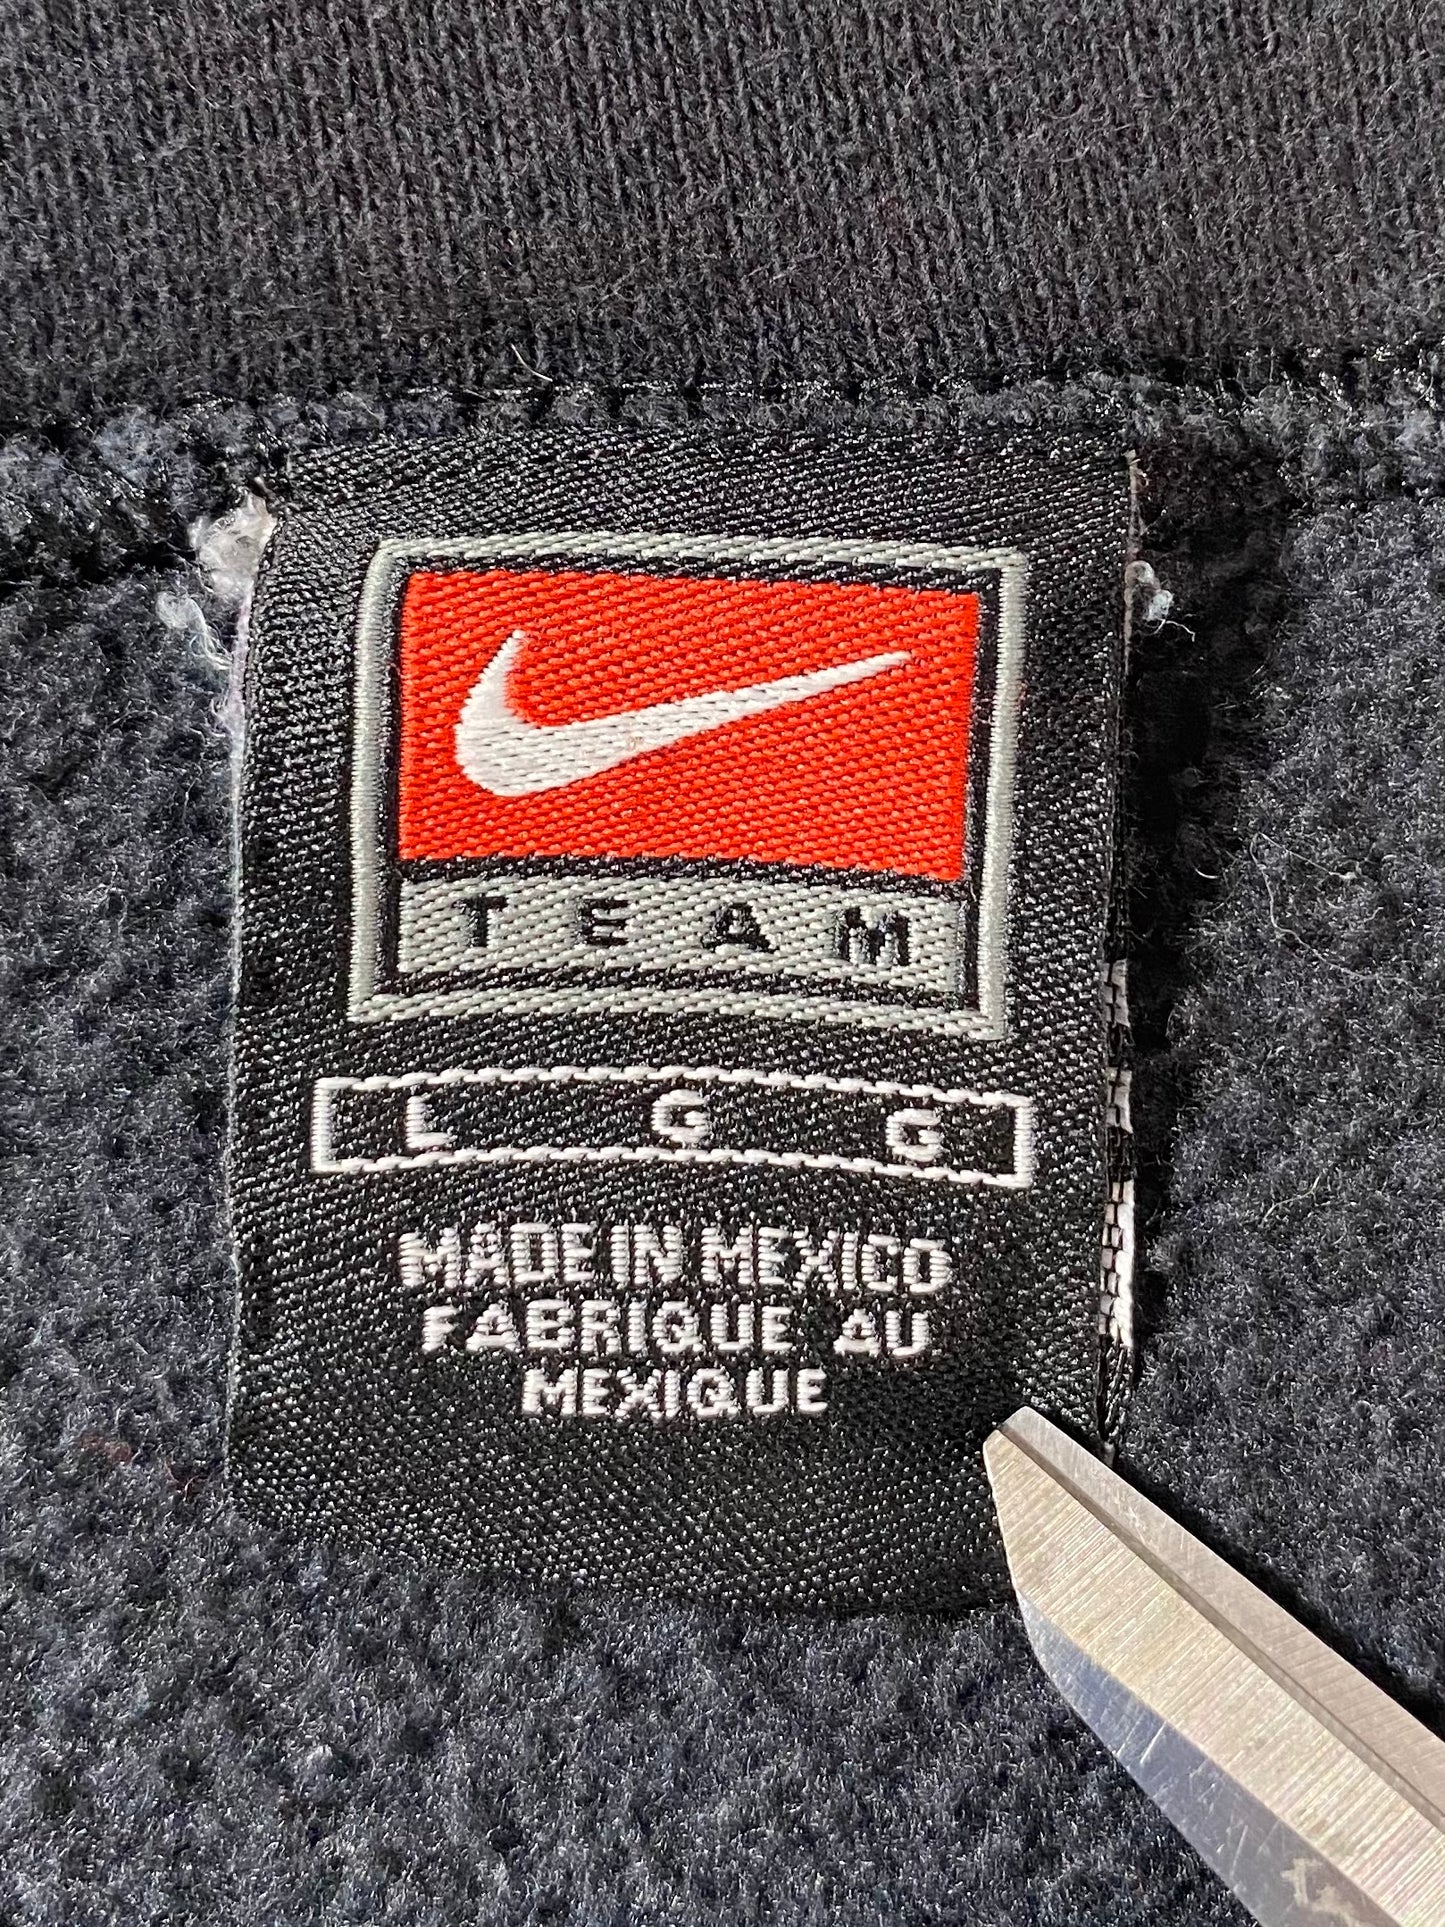 TEAM
L G G
MADE IN MEXICO
FABRIQUE AU
MEXIQUE